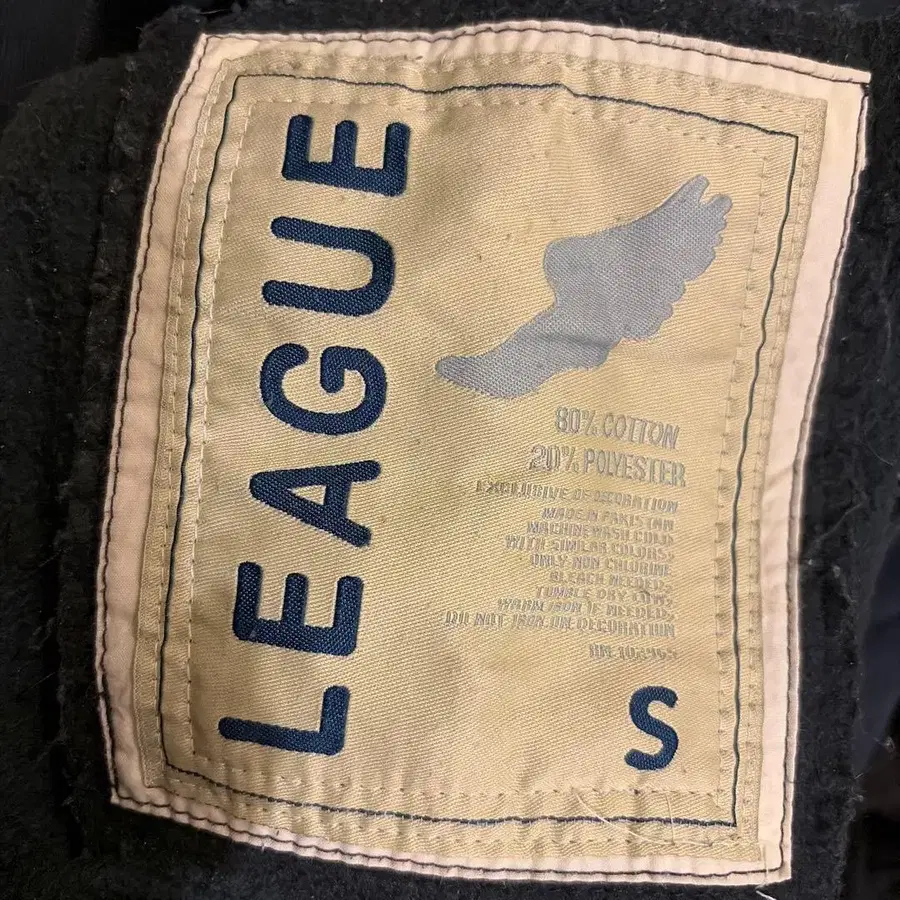 LEAGUE
80% COTTON
20% POLYESTER
EXCLUSIVE OF DECORATION
MADE IN PAKISTAN
MACHINE WASH COLD
WITH SIMILAR COLORS,
ONLY NON CHLORINE
BLEACH NEEDED,
TUMBLE DRY LOW,
WARM IRON IF NEEDED,
DO NOT IRON ON DECORATION
S